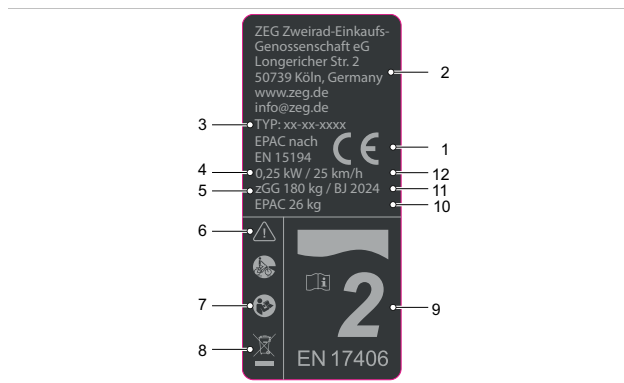 ZEG Zweirad-Einkaufs-
Genossenschaft eG
Longericher Str. 2
50739 Köln, Germany
www.zeg.de
info@zeg.de
2
3
TYP: xx-xx-xxxx
EPAC nach
EN 15194
CE
1
4
0,25 kW / 25 km/h
12
5
zGG 180 kg / BJ 2024
11
EPAC 26 kg
10
6
7
8
i
2
9
EN 17406